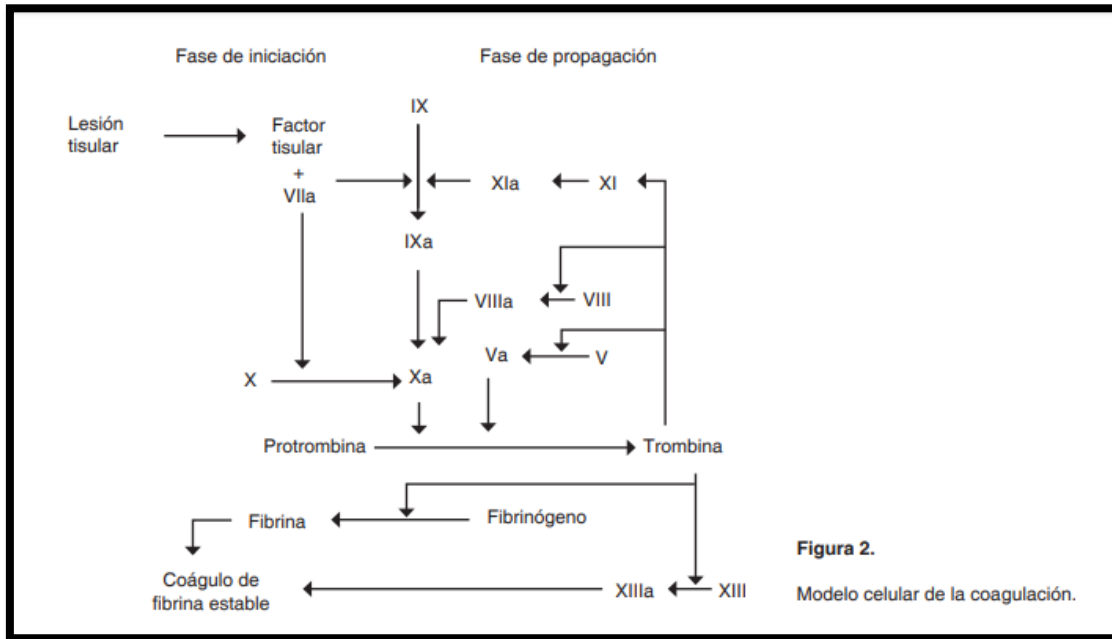 Fase de iniciación
Fase de propagación
IX
Lesión
tisular
Factor
tisular
+
VIIa
XIa
XI
IXa
VIIIa
VIII
Va
V
X
Xa
Protrombina
Trombina
Fibrina
Fibrinógeno
Figura 2.
Coágulo de
fibrina estable
XIIIa
XIII
Modelo celular de la coagulación.